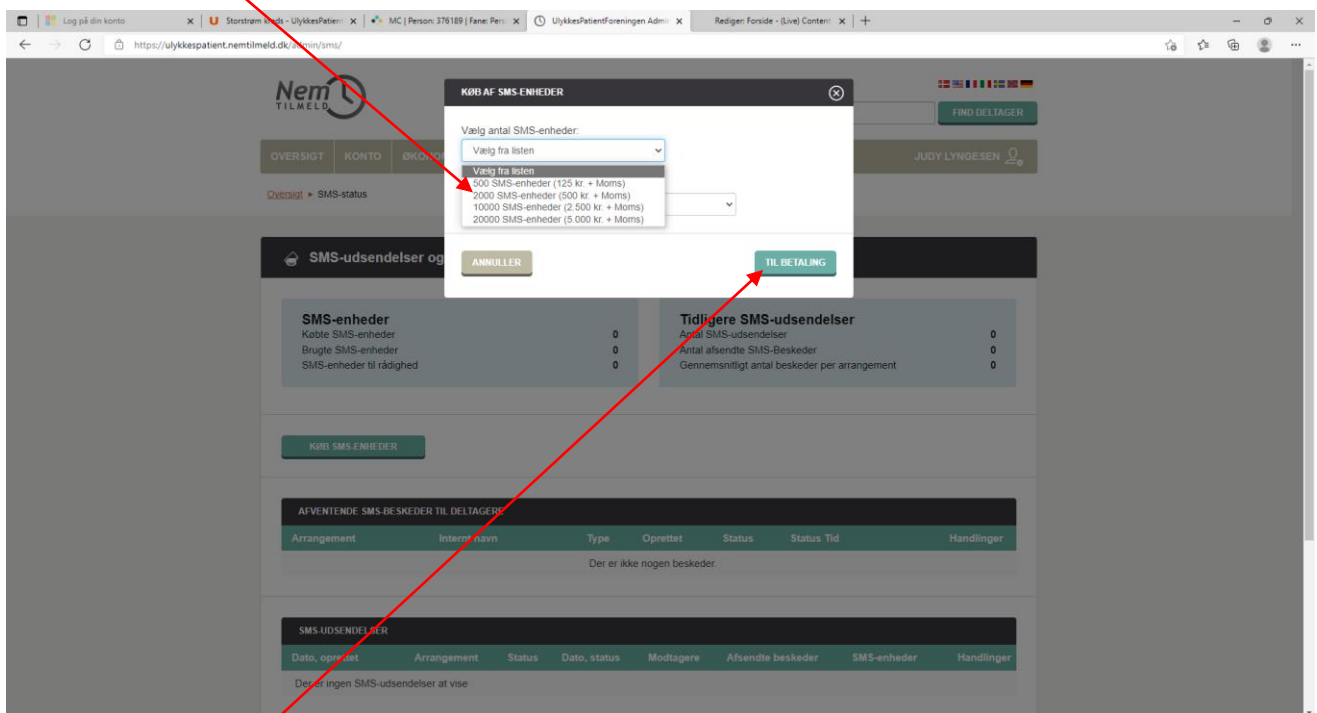 Log på din konto
Storstrøm kreds - UlykkesPatient
MC | Person: 376189 | Fane: Pers
UlykkesPatientForeningen Admi
Rediger: Forside - (Live) Content
https://ulykkespatient.nemtilmeld.dk/admin/sms/
Nem
TILMELD
FIND DELTAGER
OVERSIGT KONTO ØKONO
JUDY LYNGESEN
Oversigt SMS-status
KØB AF SMS-ENHEDER
Vælg antal SMS-enheder:
Vælg fra listen
Vælg fra listen
500 SMS-enheder (125 kr. + Moms)
2000 SMS-enheder (500 kr. + Moms)
10000 SMS-enheder (2.500 kr. + Moms)
20000 SMS-enheder (5.000 kr. + Moms)
ANNULLER
TIL BETALING
SMS-udsendelser og
SMS-enheder
Købte SMS-enheder 0
Brugte SMS-enheder 0
SMS-enheder til rådighed 0
Tidligere SMS-udsendelser
Antal SMS-udsendelser 0
Antal afsendte SMS-Beskeder 0
Gennemsnitligt antal beskeder per arrangement 0
KØB SMS-ENHEDER
AFVENTENDE SMS-BESKEDER TIL DELTAGERE
Arrangement Internt navn Type Oprettet Status Status Tid Handlinger
Der er ikke nogen beskeder.
SMS-UDSENDELSER
Dato, oprettet Arrangement Status Dato, status Modtagere Afsendte beskeder SMS-enheder Handlinger
Der er ingen SMS-udsendelser at vise